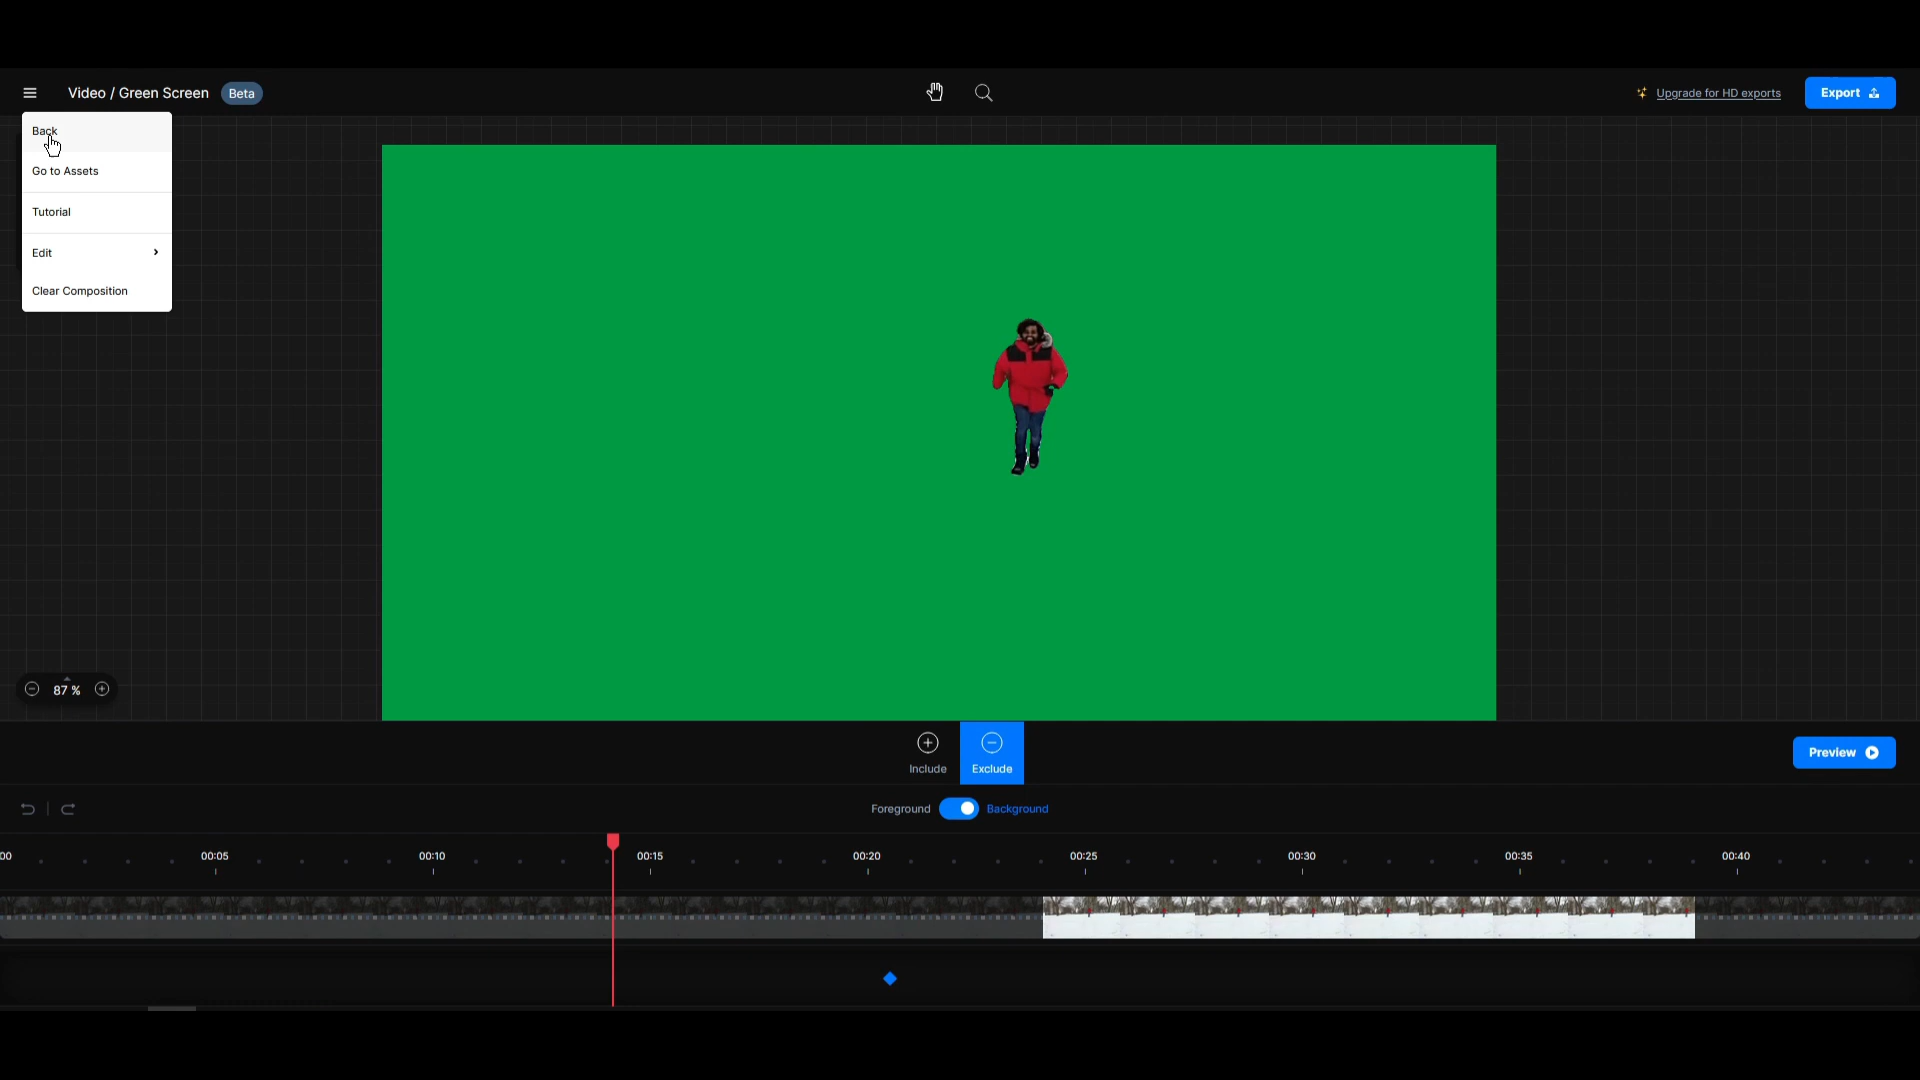 Video / Green Screen Beta
Upgrade for HD exports
Export
Back
Go to Assets
Tutorial
Edit
Clear Composition
87 %
Include
Exclude
Preview
Foreground
Background
00 00:05 00:10 00:15 00:20 00:25 00:30 00:35 00:40